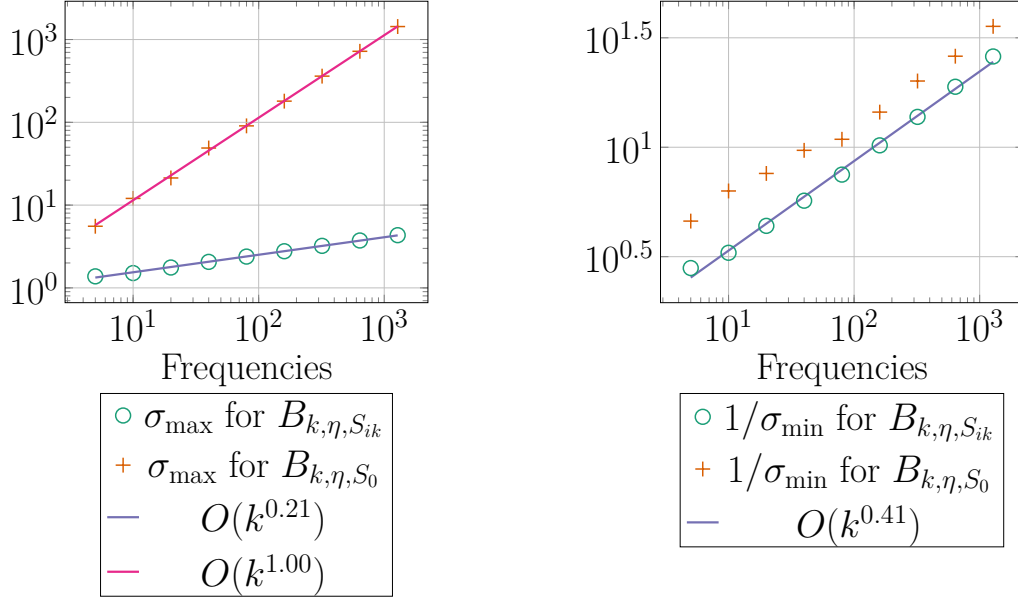 10^3
10^2
10^1
10^0
10^1 10^2 10^3
Frequencies
σ_max for B_{k,η,S_{ik}}
σ_max for B_{k,η,S_0}
O(k^{0.21})
O(k^{1.00})
10^{1.5}
10^1
10^{0.5}
10^1 10^2 10^3
Frequencies
1/σ_min for B_{k,η,S_{ik}}
1/σ_min for B_{k,η,S_0}
O(k^{0.41})